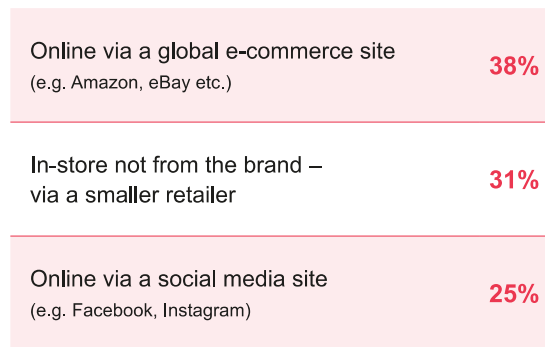 Online via a global e-commerce site
(e.g. Amazon, eBay etc.)
38%
In-store not from the brand –
via a smaller retailer
31%
Online via a social media site
(e.g. Facebook, Instagram)
25%